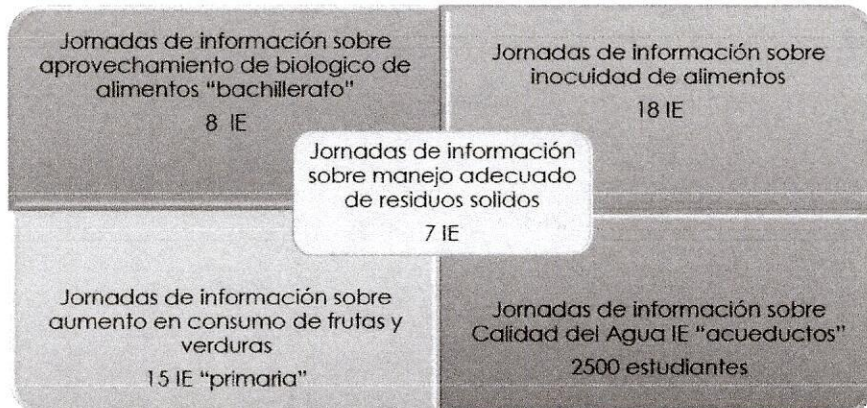 Jornadas de información sobre
aprovechamiento de biologico de
alimentos “bachillerato”
8 IE
Jornadas de información sobre
inocuidad de alimentos
18 IE
Jornadas de información
sobre manejo adecuado
de residuos solidos
7 IE
Jornadas de información sobre
aumento en consumo de frutas y
verduras
15 IE “primaria”
Jornadas de información sobre
Calidad del Agua IE “acueductos”
2500 estudiantes